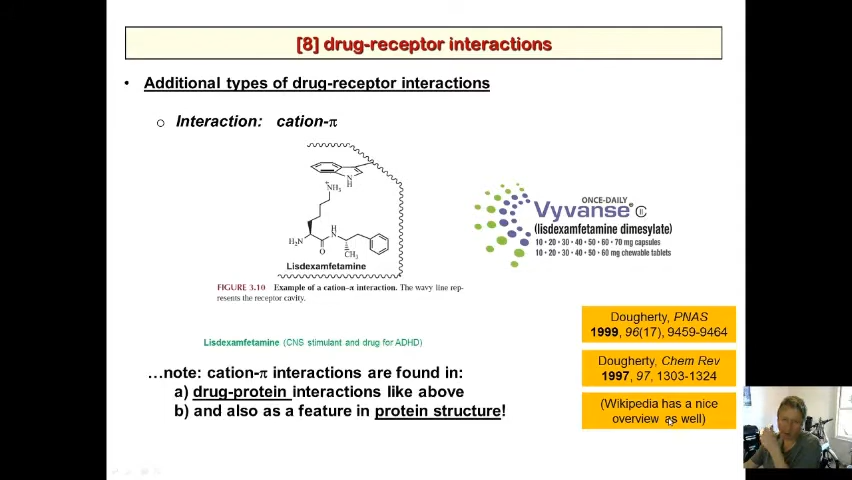 [8] drug-receptor interactions
• Additional types of drug-receptor interactions
o Interaction: cation-π
N
H
NH3
H2N
H
N
O
CH3
Lisdexamfetamine
FIGURE 3.10 Example of a cation–π interaction. The wavy line rep-
resents the receptor cavity.
ONCE-DAILY
Vyvanse
(lisdexamfetamine dimesylate)
10 • 20 • 30 • 40 • 50 • 60 • 70 mg capsules
10 • 20 • 30 • 40 • 50 • 60 mg chewable tablets
Lisdexamfetamine (CNS stimulant and drug for ADHD)
…note: cation-π interactions are found in:
a) drug-protein interactions like above
b) and also as a feature in protein structure!
Dougherty, PNAS
1999, 96(17), 9459-9464
Dougherty, Chem Rev
1997, 97, 1303-1324
(Wikipedia has a nice
overview as well)